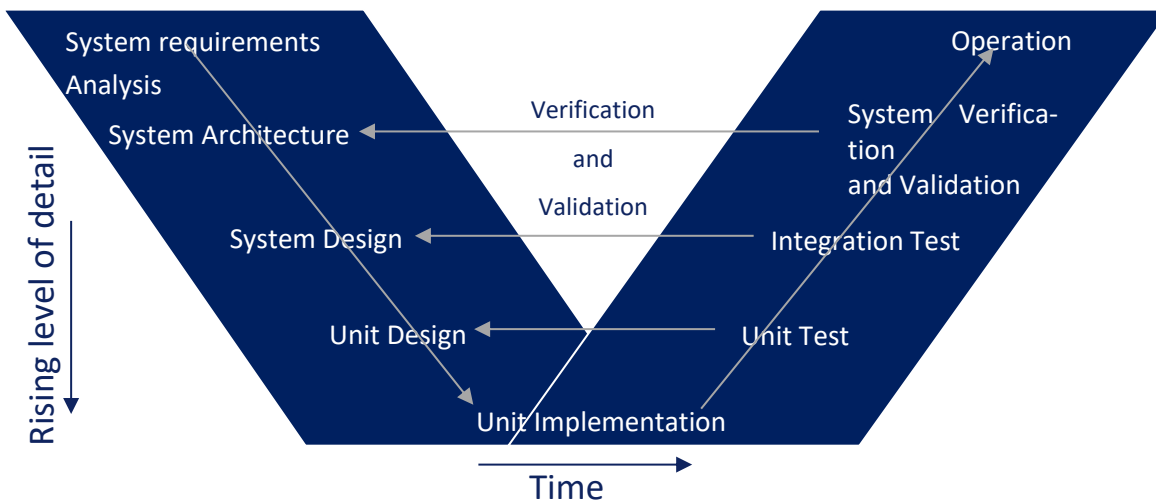 System requirements
Analysis
System Architecture
System Design
Unit Design
Unit Implementation
Verification
and
Validation
Operation
System Verifica-
tion
and Validation
Integration Test
Unit Test
Rising level of detail
Time